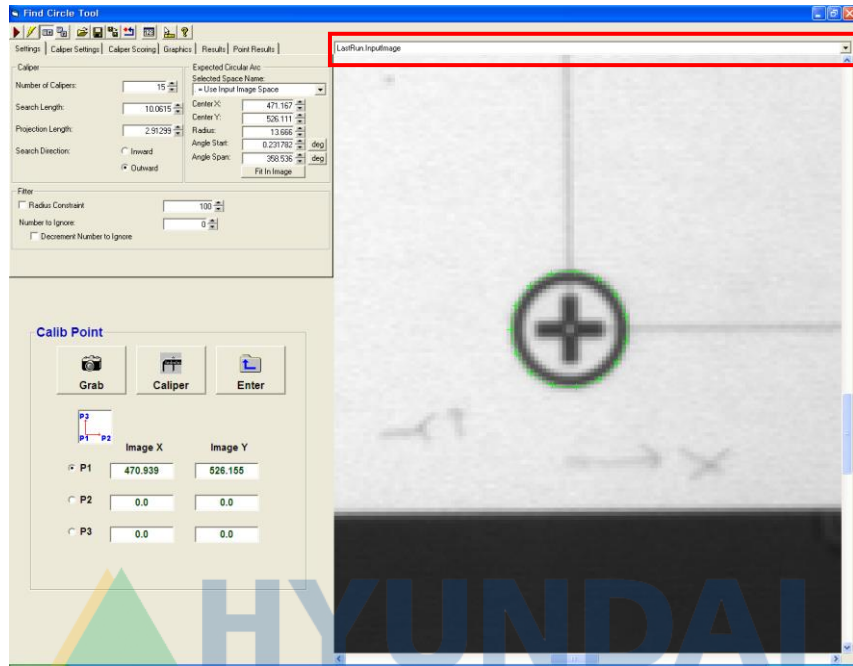 Find Circle Tool
Settings Caliper Settings Caliper Scoring Graphics Results Point Results
LastRun.InputImage
Caliper
Number of Calipers: 15
Search Length: 10.0615
Projection Length: 2.91299
Search Direction: Inward
Outward
Expected Circular Arc
Selected Space Name:
= Use Input Image Space
Center X: 471.167
Center Y: 526.111
Radius: 13.666
Angle Start: 0.231782 deg
Angle Span: 358.536 deg
Fit In Image
Fitter
Radius Constraint 100
Number to Ignore: 0
Decrement Number to Ignore
Calib Point
Grab Caliper Enter
P3
P1 P2
Image X Image Y
P1 470.939 526.155
P2 0.0 0.0
P3 0.0 0.0
X
HYUNDAI